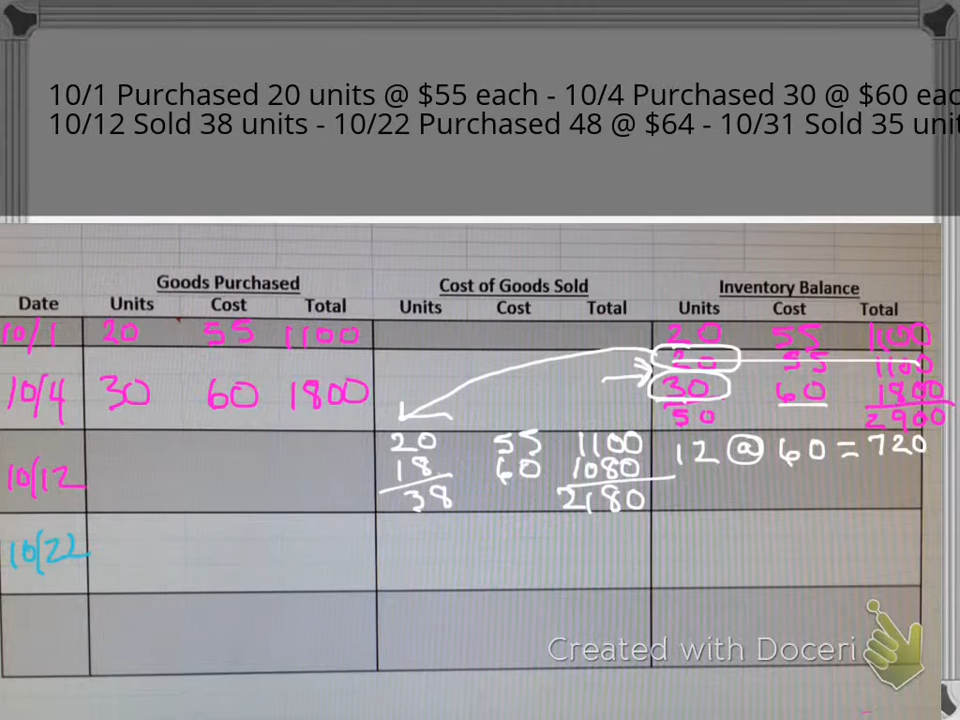 10/1 Purchased 20 units @ $55 each - 10/4 Purchased 30 @ $60 eac
10/12 Sold 38 units - 10/22 Purchased 48 @ $64 - 10/31 Sold 35 unit
Goods Purchased Cost of Goods Sold Inventory Balance
Date Units Cost Total Units Cost Total Units Cost Total
10/1 20 55 1100 20 55 1100
20 55 1100
10/4 30 60 1800 30 60 1800
50 2900
20 55 1100 12 @ 60 = 720
10/12 18 60 1080
38 2180
10/22
Created with Doceri